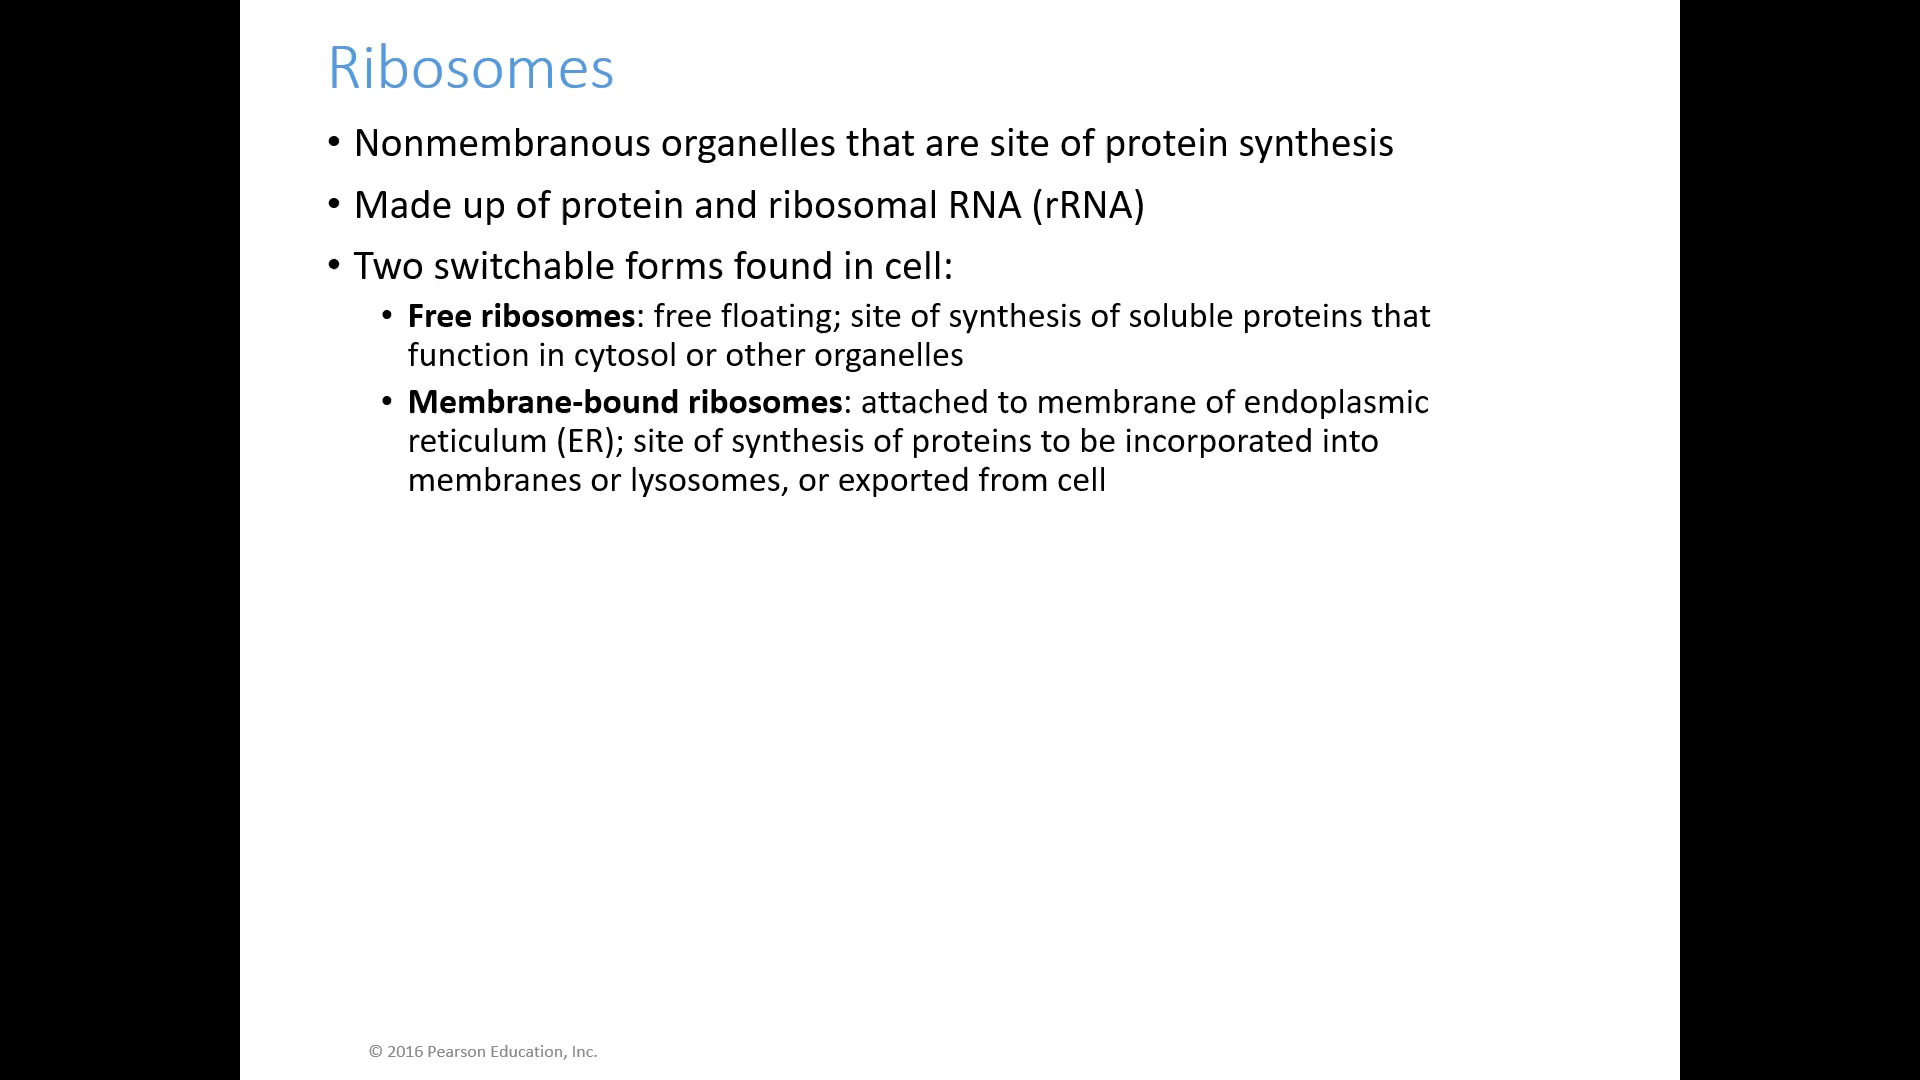 Ribosomes
• Nonmembranous organelles that are site of protein synthesis
• Made up of protein and ribosomal RNA (rRNA)
• Two switchable forms found in cell:
• Free ribosomes: free floating; site of synthesis of soluble proteins that
function in cytosol or other organelles
• Membrane-bound ribosomes: attached to membrane of endoplasmic
reticulum (ER); site of synthesis of proteins to be incorporated into
membranes or lysosomes, or exported from cell
© 2016 Pearson Education, Inc.